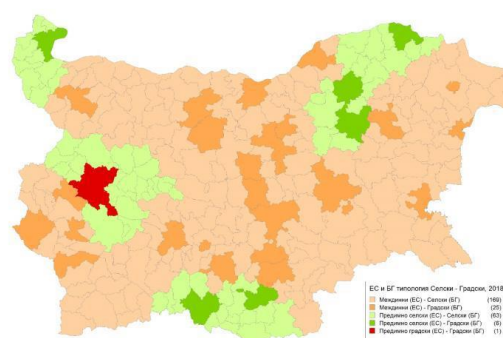 ЕС и БГ типология Селски - Градски, 2018
Междинни (ЕС) - Селски (БГ) (169)
Междинни (ЕС) - Градски (БГ) (25)
Предимно селски (ЕС) - Селски (БГ) (63)
Предимно селски (ЕС) - Градски (БГ) (6)
Предимно градски (ЕС) - Градски (БГ) (1)